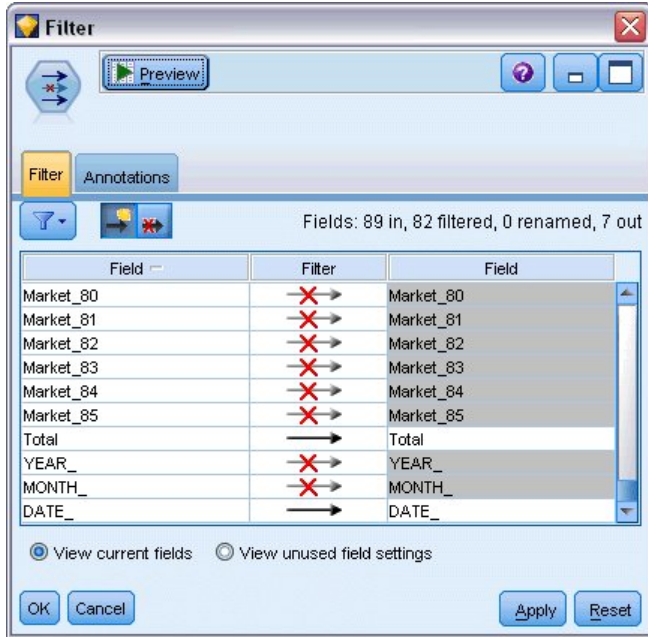 Filter
Preview
Filter Annotations
Fields: 89 in, 82 filtered, 0 renamed, 7 out
Field Filter Field
Market_80 Market_80
Market_81 Market_81
Market_82 Market_82
Market_83 Market_83
Market_84 Market_84
Market_85 Market_85
Total Total
YEAR_ YEAR_
MONTH_ MONTH_
DATE_ DATE_
View current fields View unused field settings
OK Cancel Apply Reset